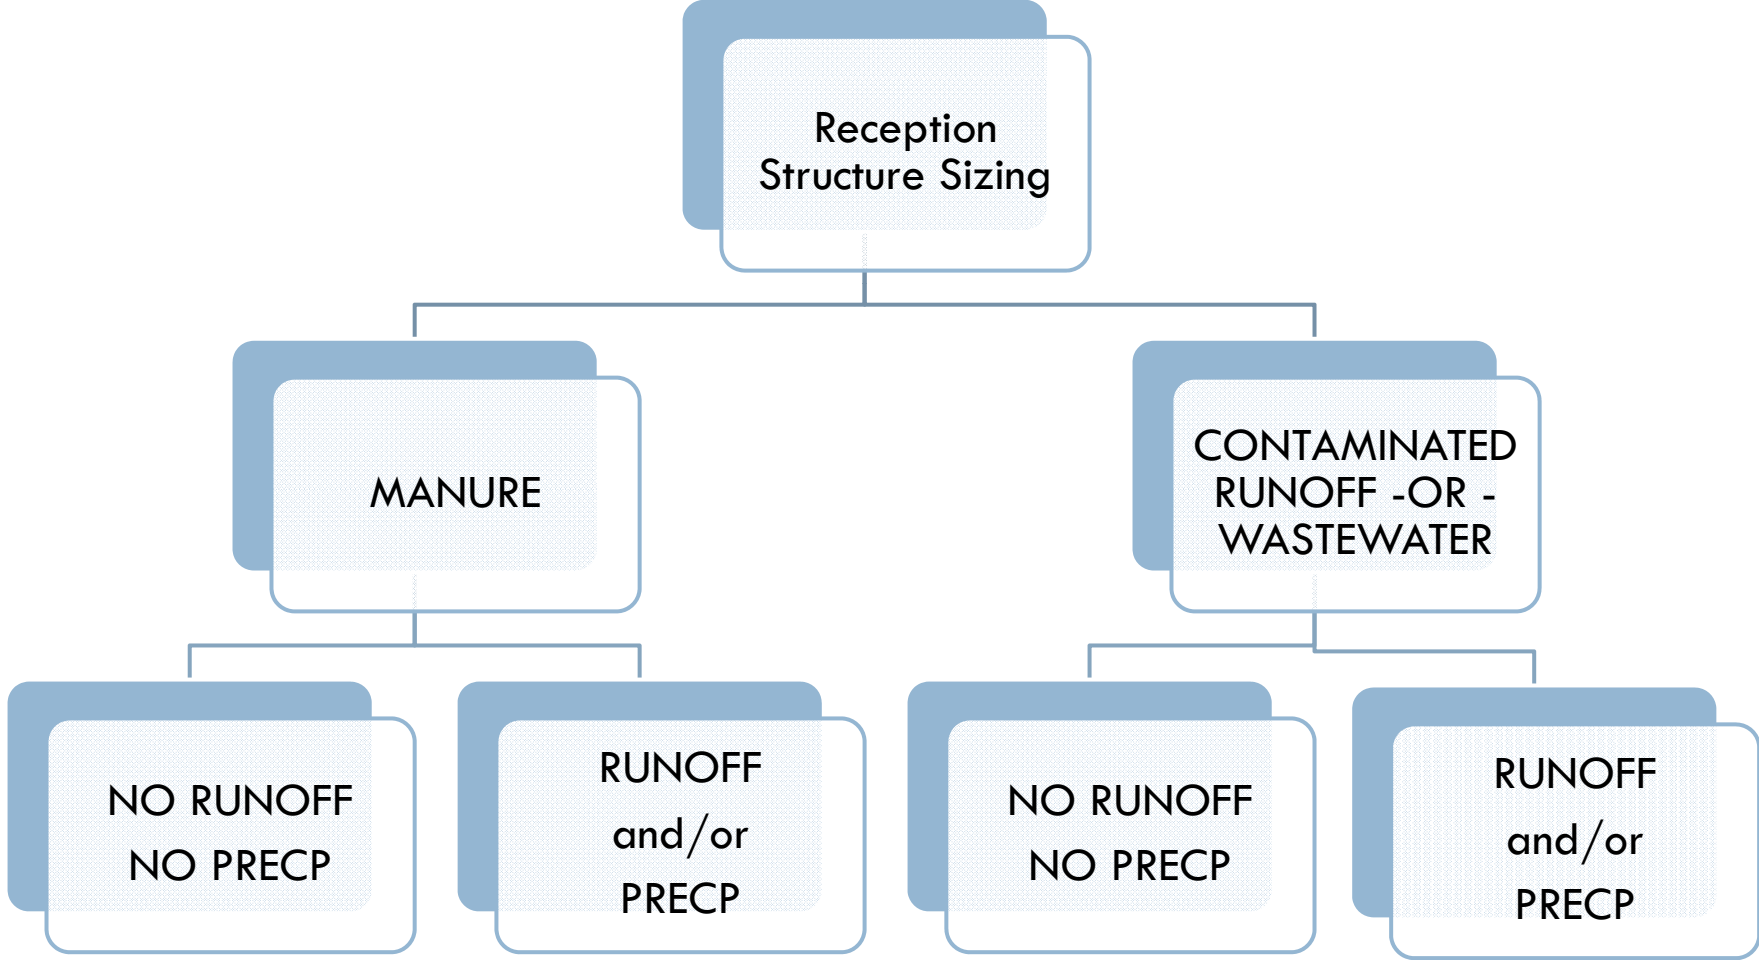 Reception
Structure Sizing
MANURE
CONTAMINATED
RUNOFF -OR -
WASTEWATER
NO RUNOFF
NO PRECP
RUNOFF
and/or
PRECP
NO RUNOFF
NO PRECP
RUNOFF
and/or
PRECP